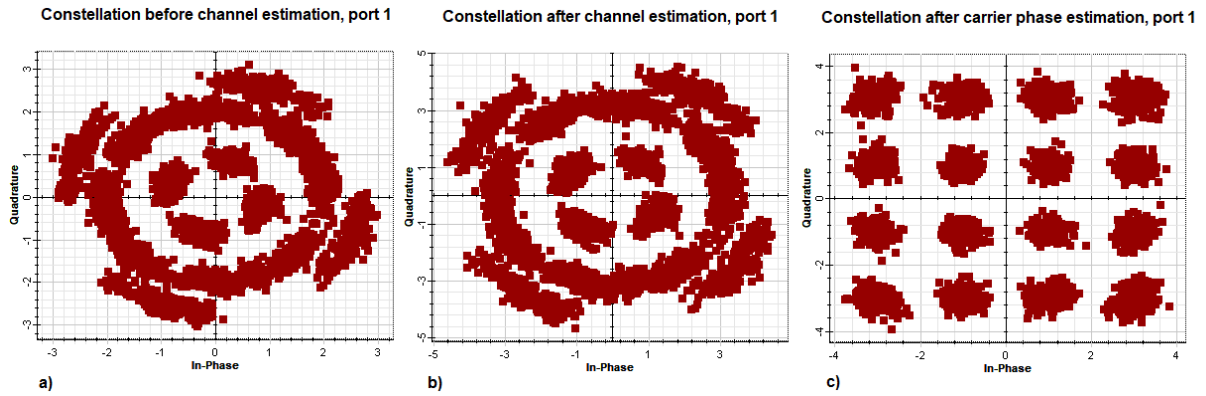 Constellation before channel estimation, port 1
Quadrature
3
2
1
0
-1
-2
-3
-3
-2
-1
0
1
2
3
In-Phase
a)
Constellation after channel estimation, port 1
Quadrature
5
3
1
-1
-3
-5
-5
-3
-1
1
3
In-Phase
b)
Constellation after carrier phase estimation, port 1
Quadrature
4
2
0
-2
-4
-4
-2
0
2
4
In-Phase
c)